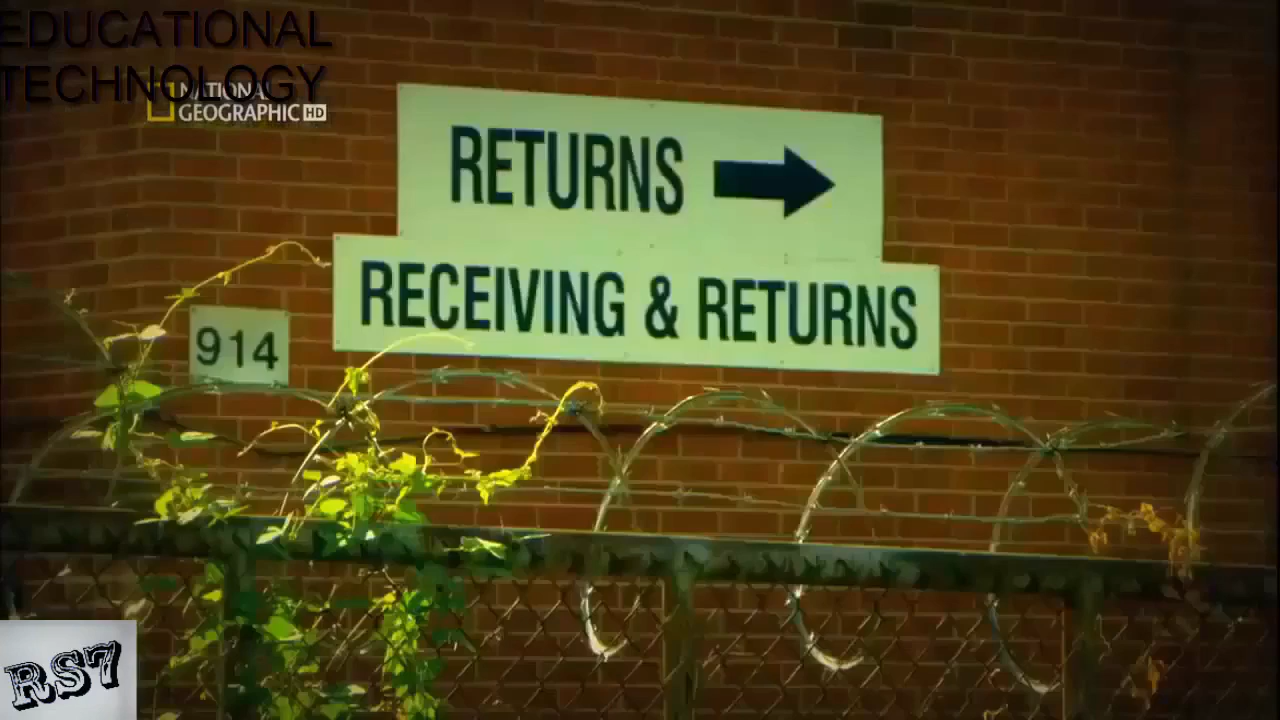 EDUCATIONAL
TECHNOLOGY
NATIONAL
GEOGRAPHIC HD
RETURNS
RECEIVING & RETURNS
914
RS7